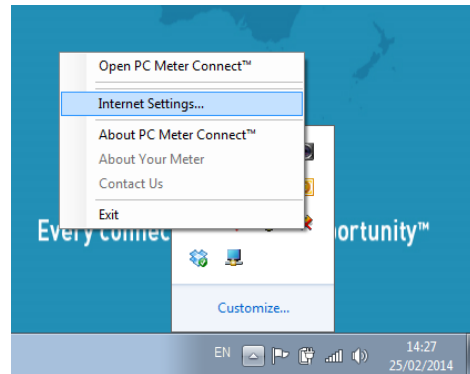 Open PC Meter Connect™
Internet Settings...
About PC Meter Connect™
About Your Meter
Contact Us
Exit
Every connec ortunity™
Customize...
EN
14:27
25/02/2014